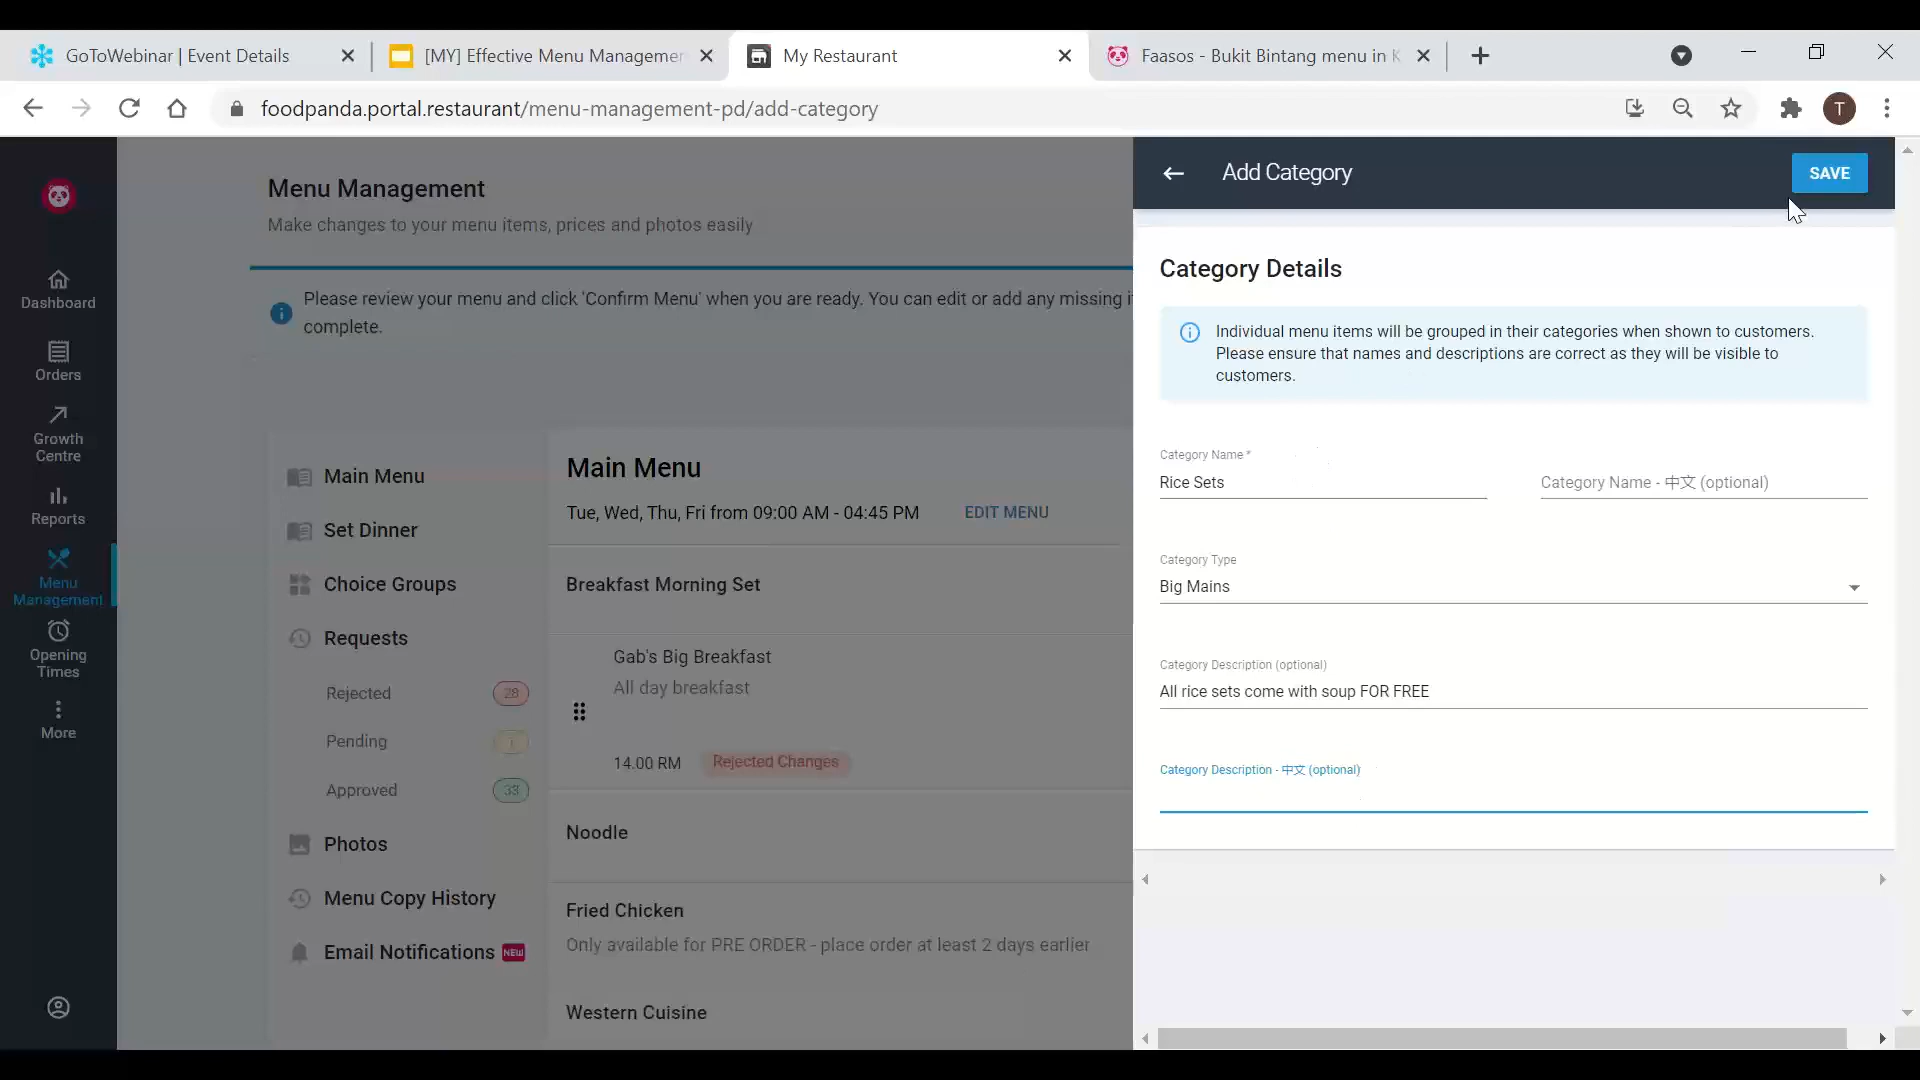 GoToWebinar | Event Details
[MY] Effective Menu Managemen
My Restaurant
Faasos - Bukit Bintang menu in K
foodpanda.portal.restaurant/menu-management-pd/add-category
T
Dashboard
Orders
Growth
Centre
Reports
Menu
Management
Opening
Times
More
Menu Management
Make changes to your menu items, prices and photos easily
Please review your menu and click 'Confirm Menu' when you are ready. You can edit or add any missing i
complete.
Main Menu
Set Dinner
Choice Groups
Requests
Rejected 28
Pending
Approved 33
Photos
Menu Copy History
Email Notifications NEW
Main Menu
Tue, Wed, Thu, Fri from 09:00 AM - 04:45 PM EDIT MENU
Breakfast Morning Set
Gab's Big Breakfast
All day breakfast
14.00 RM Rejected Changes
Noodle
Fried Chicken
Only available for PRE ORDER - place order at least 2 days earlier
Western Cuisine
Add Category
SAVE
Category Details
Individual menu items will be grouped in their categories when shown to customers.
Please ensure that names and descriptions are correct as they will be visible to
customers.
Category Name *
Rice Sets
Category Name - 中文 (optional)
Category Type
Big Mains
Category Description (optional)
All rice sets come with soup FOR FREE
Category Description - 中文 (optional)